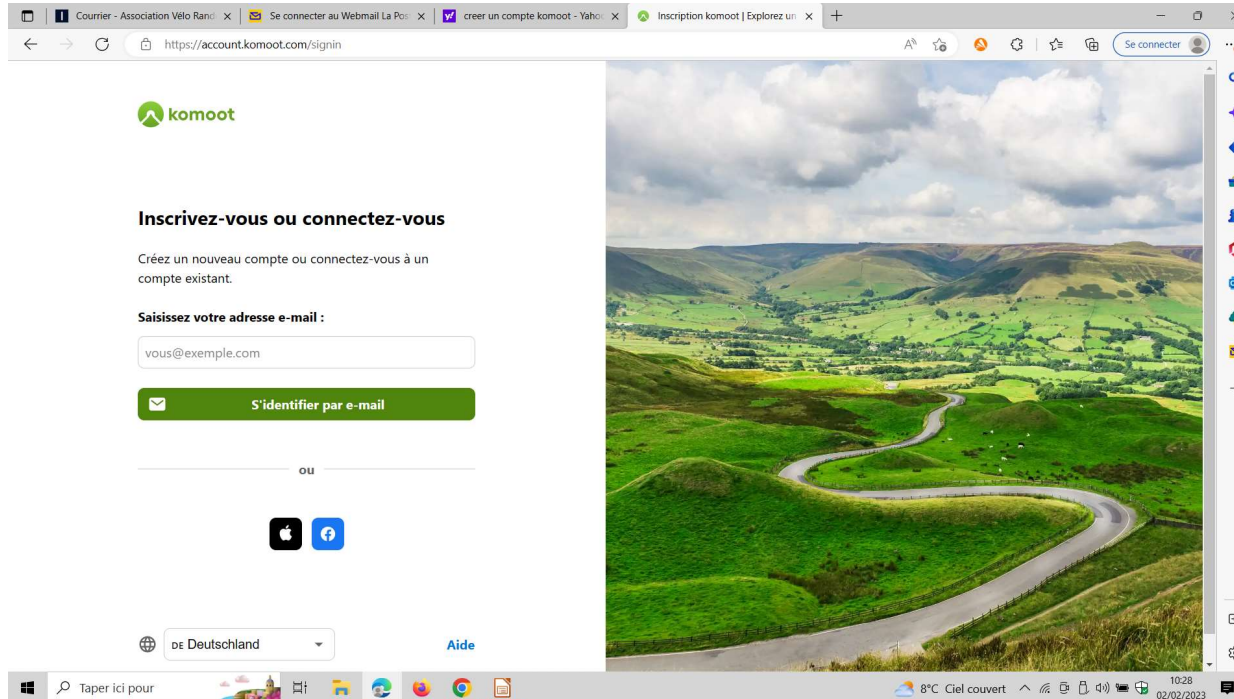 Courrier - Association Vélo Rand
Se connecter au Webmail La Pos
creer un compte komoot - Yaho
Inscription komoot | Explorez un
https://account.komoot.com/signin
Se connecter
komoot
Inscrivez-vous ou connectez-vous
Créez un nouveau compte ou connectez-vous à un
compte existant.
Saisissez votre adresse e-mail :
vous@exemple.com
S'identifier par e-mail
ou
DE Deutschland
Aide
Taper ici pour
8°C Ciel couvert
10:28
02/02/2023